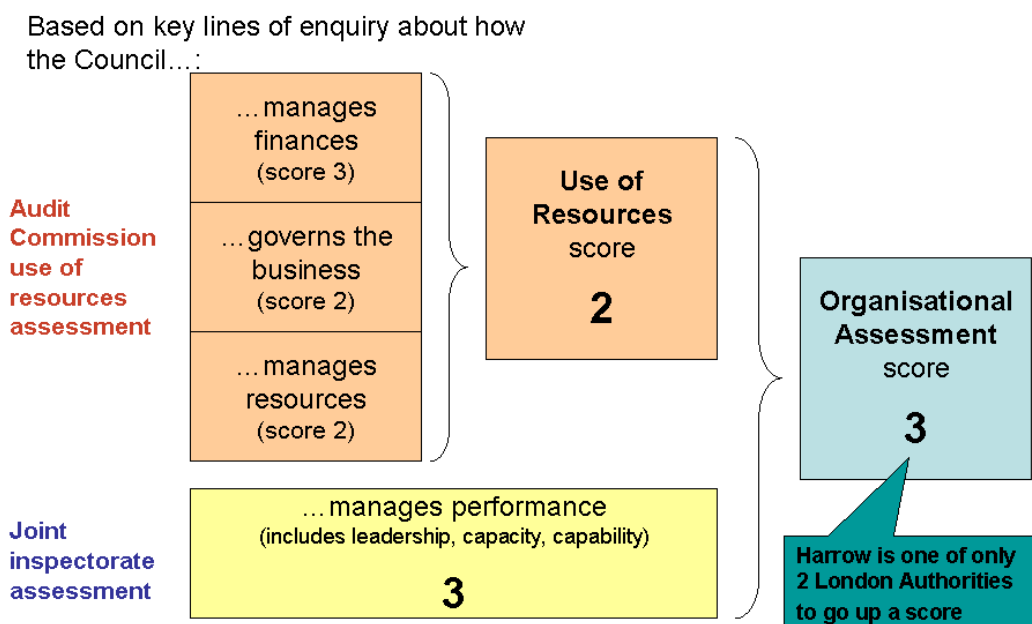 Based on key lines of enquiry about how
the Council…:
Audit
Commission
use of
resources
assessment
…manages
finances
(score 3)
…governs the
business
(score 2)
…manages
resources
(score 2)
Use of
Resources
score
2
Joint
inspectorate
assessment
…manages performance
(includes leadership, capacity, capability)
3
Organisational
Assessment
score
3
Harrow is one of only
2 London Authorities
to go up a score